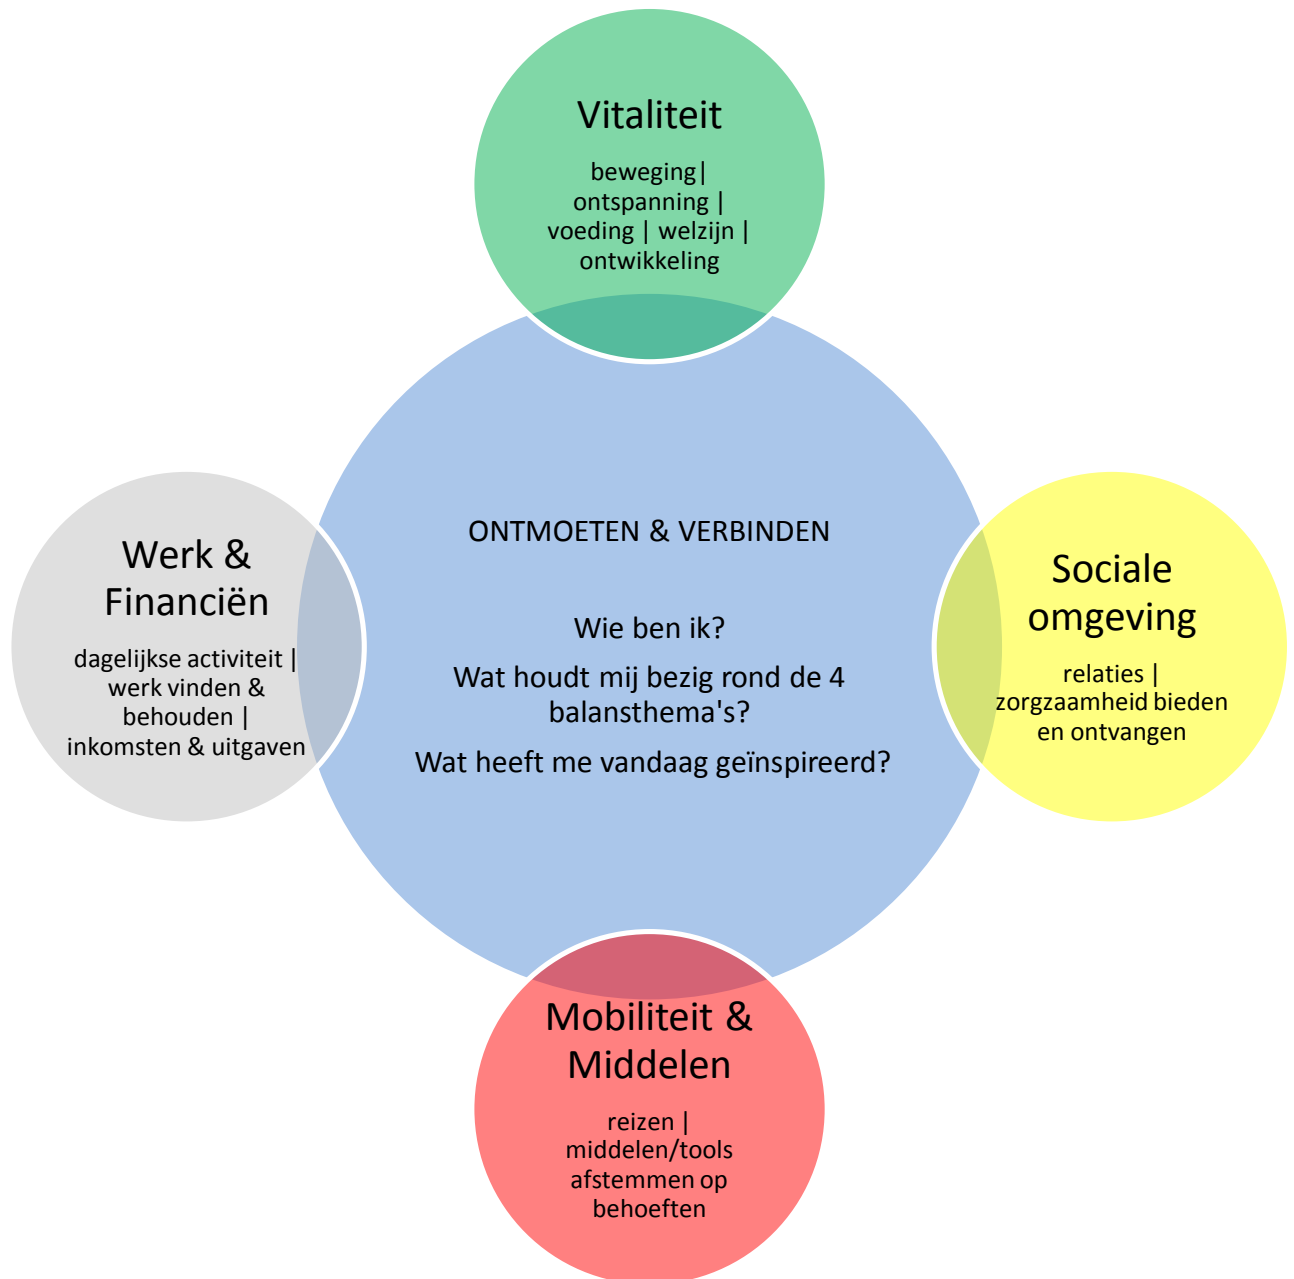 Vitaliteit
beweging|
ontspanning |
voeding | welzijn |
ontwikkeling
ONTMOETEN & VERBINDEN
Wie ben ik?
Wat houdt mij bezig rond de 4
balansthema's?
Wat heeft me vandaag geïnspireerd?
Werk &
Financiën
dagelijkse activiteit |
werk vinden &
behouden |
inkomsten & uitgaven
Sociale
omgeving
relaties |
zorgzaamheid bieden
en ontvangen
Mobiliteit &
Middelen
reizen |
middelen/tools
afstemmen op
behoeften